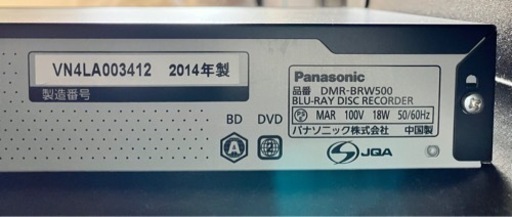 VN4LA003412 2014年製
製造番号
BD DVD
A 2
Panasonic
品番 DMR-BRW500
BLU-RAY DISC RECORDER
MAR 100V 18W 50/60Hz
パナソニック株式会社 中国製
JQA